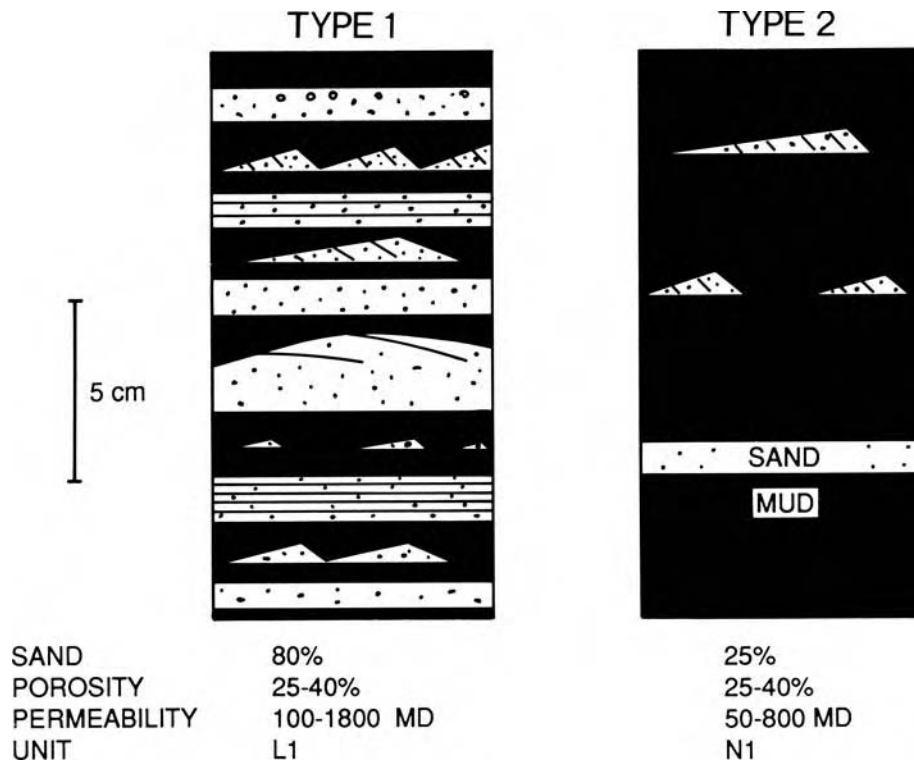 TYPE 1 TYPE 2
5 cm
SAND
MUD
SAND 80% 25%
POROSITY 25-40% 25-40%
PERMEABILITY 100-1800 MD 50-800 MD
UNIT L1 N1